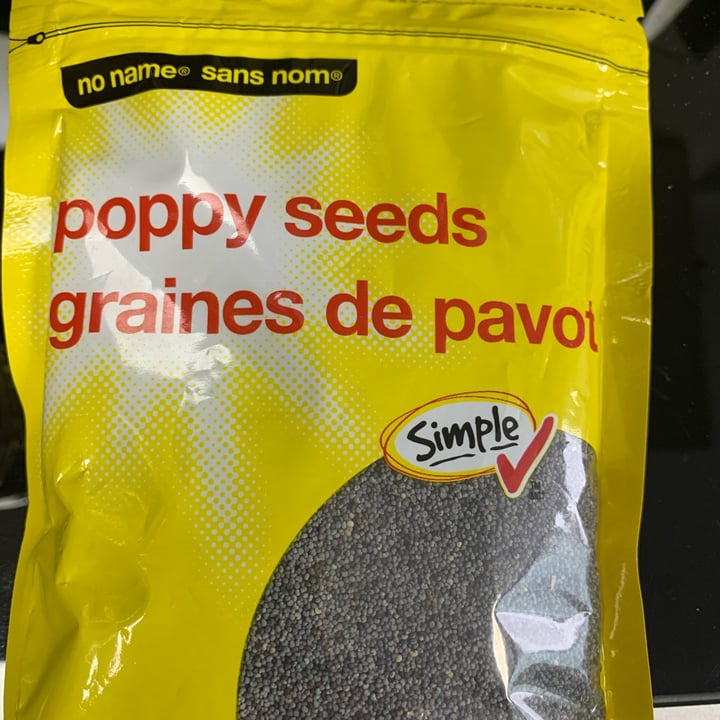 no name® sans nom®
poppy seeds
graines de pavot
Simple